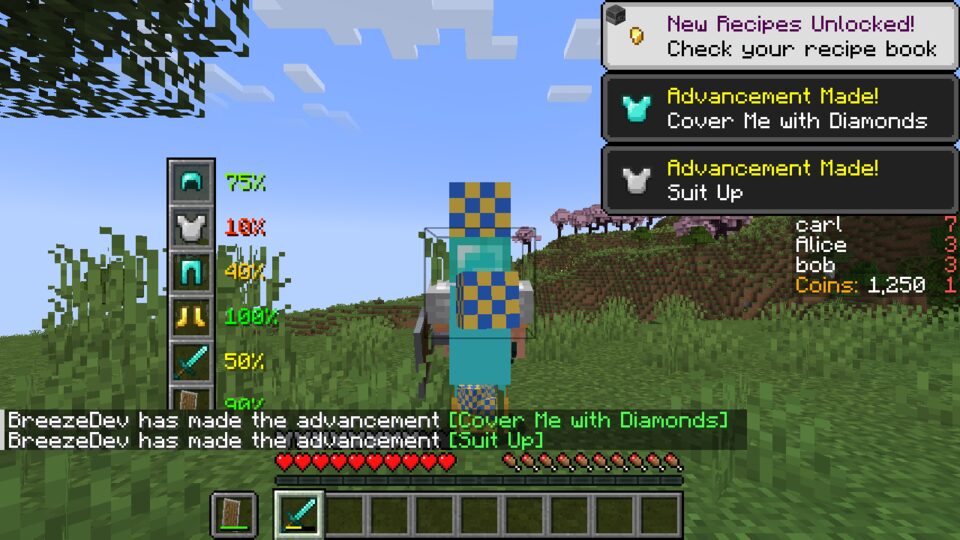 New Recipes Unlocked!
Check your recipe book
Advancement Made!
Cover Me with Diamonds
Advancement Made!
Suit Up
75%
10%
40%
100%
50%
90%
carl 7
Alice 3
bob 3
Coins: 1,250 1
BreezeDev has made the advancement [Cover Me with Diamonds]
BreezeDev has made the advancement [Suit Up]